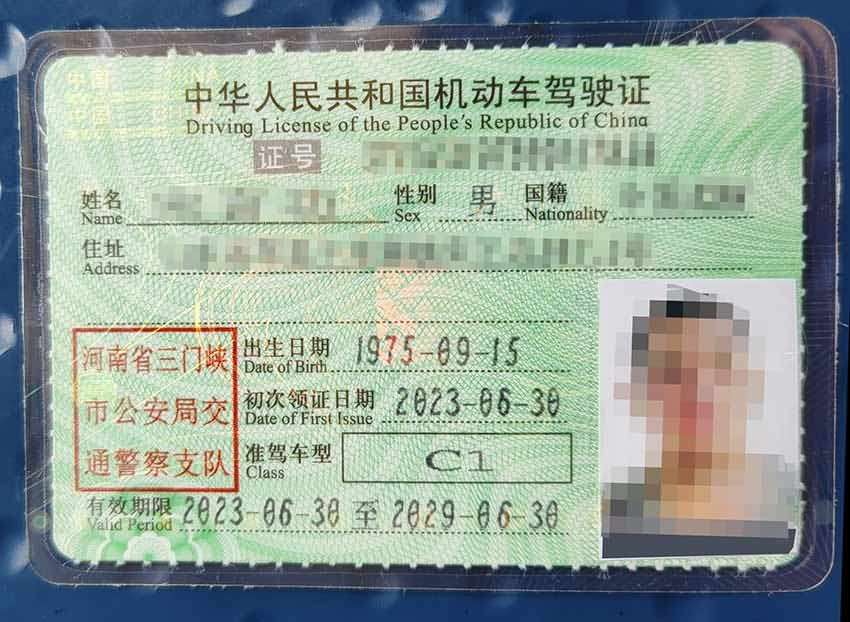 中华人民共和国机动车驾驶证
Driving License of the People's Republic of China
证号
姓名 性别 男 国籍
Name Sex Nationality
住址
Address
河南省三门峡
市公安局交
通警察支队
出生日期 1975-09-15
Date of Birth
初次领证日期 2023-06-30
Date of First Issue
准驾车型 C1
Class
有效期限 2023-06-30 至 2029-06-30
Valid Period